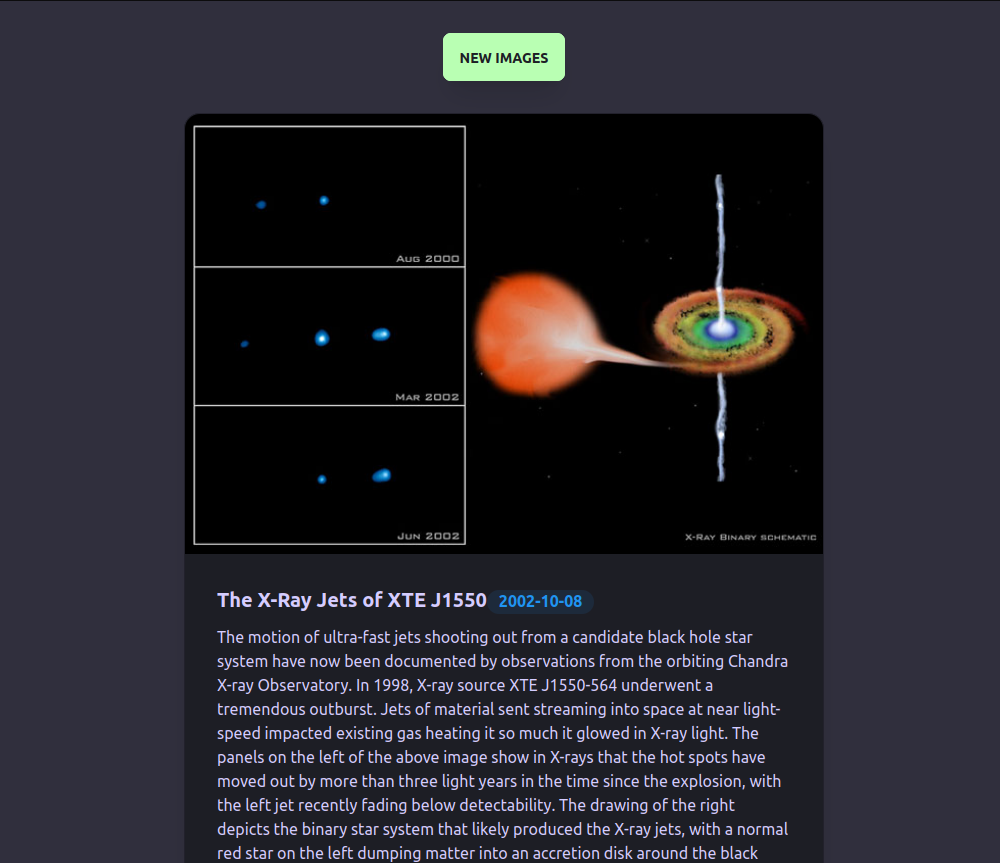 NEW IMAGES
Aug 2000
Mar 2002
Jun 2002
X-Ray Binary schematic
The X-Ray Jets of XTE J1550 2002-10-08
The motion of ultra-fast jets shooting out from a candidate black hole star
system have now been documented by observations from the orbiting Chandra
X-ray Observatory. In 1998, X-ray source XTE J1550-564 underwent a
tremendous outburst. Jets of material sent streaming into space at near light-
speed impacted existing gas heating it so much it glowed in X-ray light. The
panels on the left of the above image show in X-rays that the hot spots have
moved out by more than three light years in the time since the explosion, with
the left jet recently fading below detectability. The drawing of the right
depicts the binary star system that likely produced the X-ray jets, with a normal
red star on the left dumping matter into an accretion disk around the black